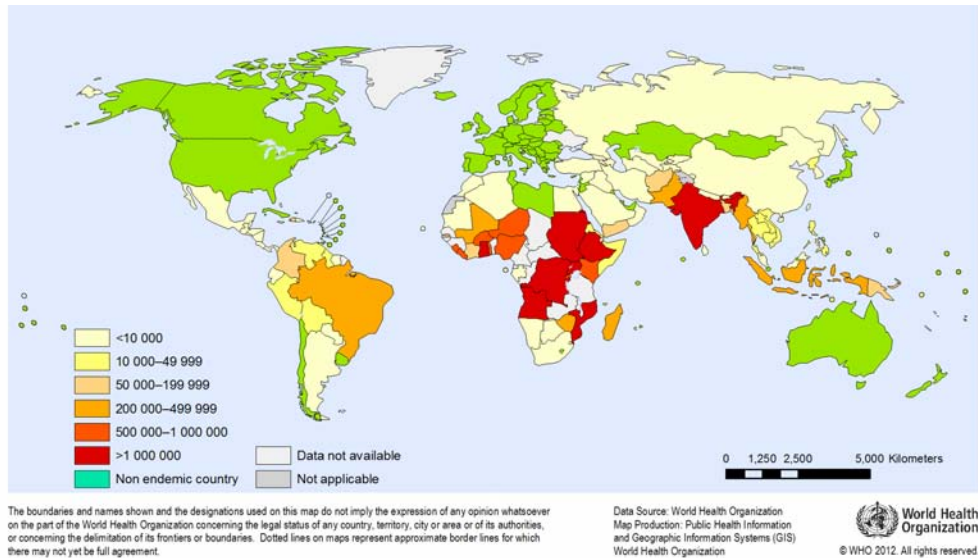 <10 000
10 000–49 999
50 000–199 999
200 000–499 999
500 000–1 000 000
>1 000 000
Non endemic country
Data not available
Not applicable
0 1,250 2,500 5,000 Kilometers
The boundaries and names shown and the designations used on this map do not imply the expression of any opinion whatsoever
on the part of the World Health Organization concerning the legal status of any country, territory, city or area or of its authorities,
or concerning the delimitation of its frontiers or boundaries. Dotted lines on maps represent approximate border lines for which
there may not yet be full agreement.
Data Source: World Health Organization
Map Production: Public Health Information
and Geographic Information Systems (GIS)
World Health Organization
World Health
Organization
© WHO 2012. All rights reserved.